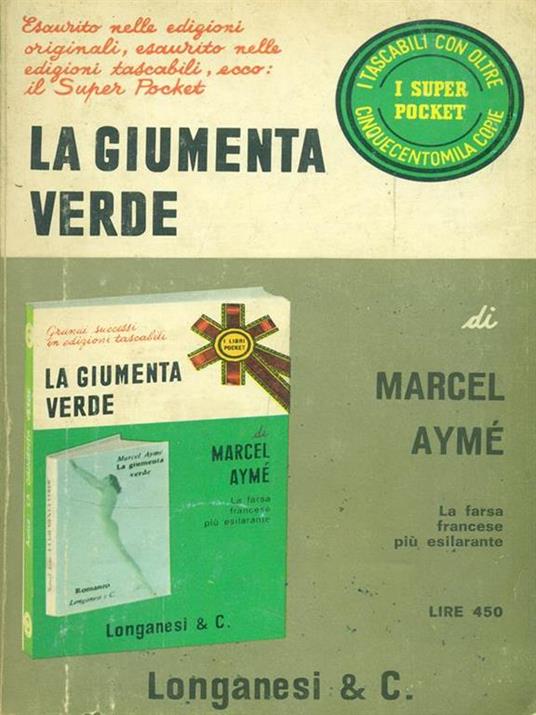 Esaurito nelle edizioni
originali, esaurito nelle
edizioni tascabili, ecco:
il Super Pocket
I TASCABILI CON OLTRE
CINQUECENTOMILA COPIE
I SUPER
POCKET
LA GIUMENTA
VERDE
di
MARCEL
AYMÉ
La farsa
francese
più esilarante
LIRE 450
Grandi successi
in edizioni tascabili
I LIBRI
POCKET
LA GIUMENTA
VERDE
di
MARCEL
AYMÉ
La farsa
francese
più esilarante
Marcel Aymé
La giumenta
verde
Romanzo
Longanesi e C.
Longanesi & C.
Longanesi & C.